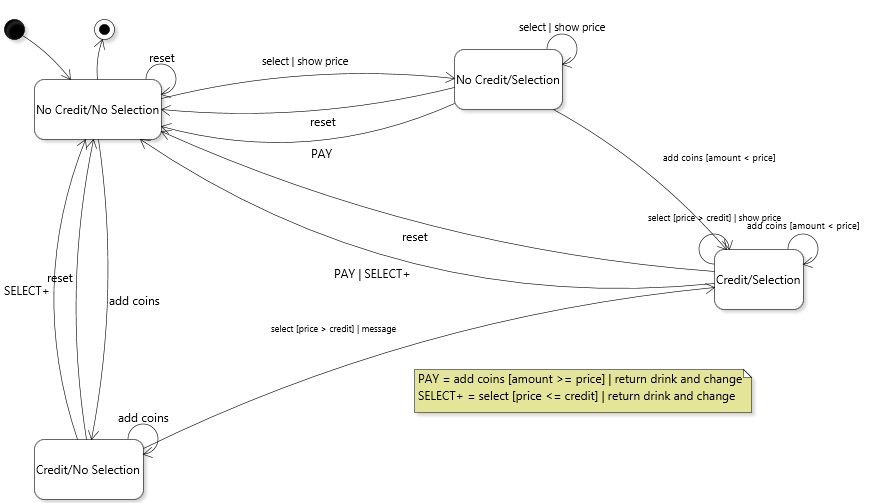 select | show price
reset
select | show price
No Credit/No Selection
No Credit/Selection
reset
PAY
add coins [amount < price]
select [price > credit] | show price
add coins [amount < price]
reset
PAY | SELECT+
Credit/Selection
reset
SELECT+
add coins
select [price > credit] | message
PAY = add coins [amount >= price] | return drink and change
SELECT+ = select [price <= credit] | return drink and change
add coins
Credit/No Selection